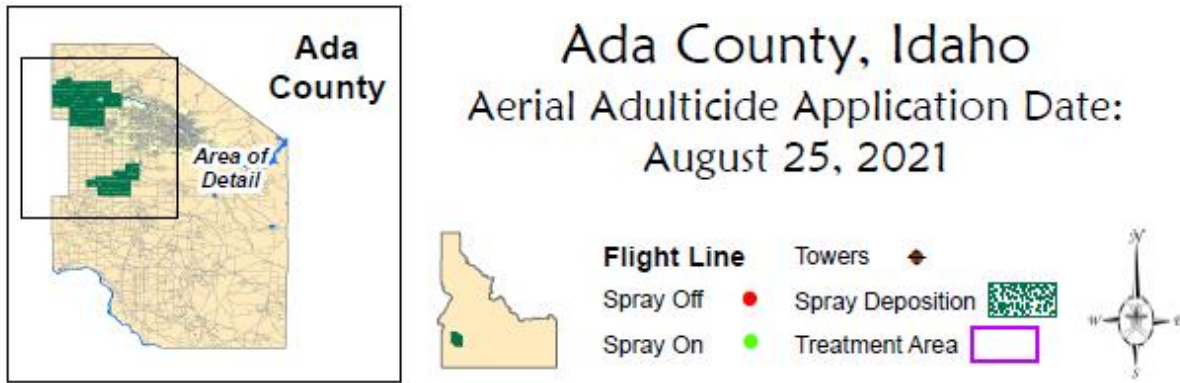 Ada
County
Area of
Detail
Ada County, Idaho
Aerial Adulticide Application Date:
August 25, 2021
Flight Line
Spray Off
Spray On
Towers
Spray Deposition
Treatment Area
N
W
E
S